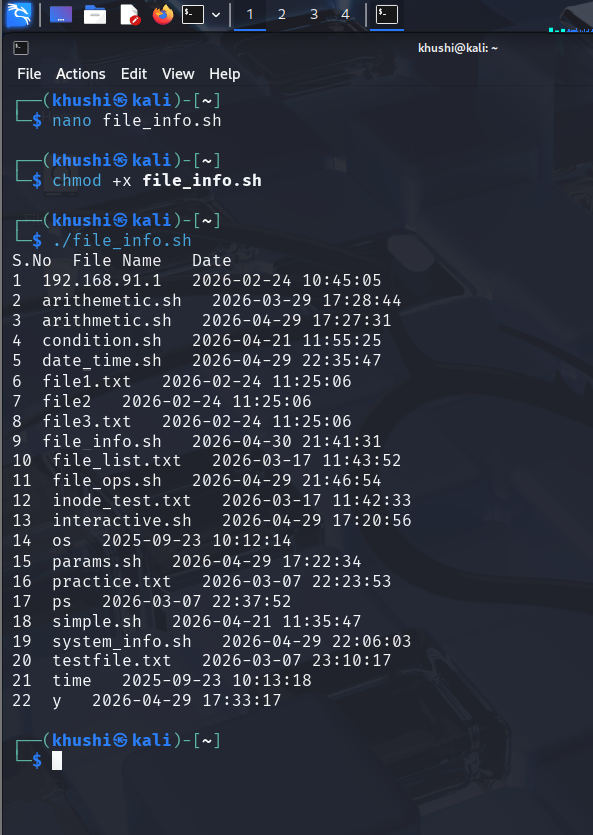 1 2 3 4
khushi@kali: ~
File Actions Edit View Help
┌──(khushi㉿kali)-[~]
└─$ nano file_info.sh
┌──(khushi㉿kali)-[~]
└─$ chmod +x file_info.sh
┌──(khushi㉿kali)-[~]
└─$ ./file_info.sh
S.No  File Name   Date
1  192.168.91.1   2026-02-24 10:45:05
2  arithemetic.sh   2026-03-29 17:28:44
3  arithmetic.sh   2026-04-29 17:27:31
4  condition.sh   2026-04-21 11:55:25
5  date_time.sh   2026-04-29 22:35:47
6  file1.txt   2026-02-24 11:25:06
7  file2   2026-02-24 11:25:06
8  file3.txt   2026-02-24 11:25:06
9  file_info.sh   2026-04-30 21:41:31
10  file_list.txt   2026-03-17 11:43:52
11  file_ops.sh   2026-04-29 21:46:54
12  inode_test.txt   2026-03-17 11:42:33
13  interactive.sh   2026-04-29 17:20:56
14  os   2025-09-23 10:12:14
15  params.sh   2026-04-29 17:22:34
16  practice.txt   2026-03-07 22:23:53
17  ps   2026-03-07 22:37:52
18  simple.sh   2026-04-21 11:35:47
19  system_info.sh   2026-04-29 22:06:03
20  testfile.txt   2026-03-07 23:10:17
21  time   2025-09-23 10:13:18
22  y   2026-04-29 17:33:17
┌──(khushi㉿kali)-[~]
└─$